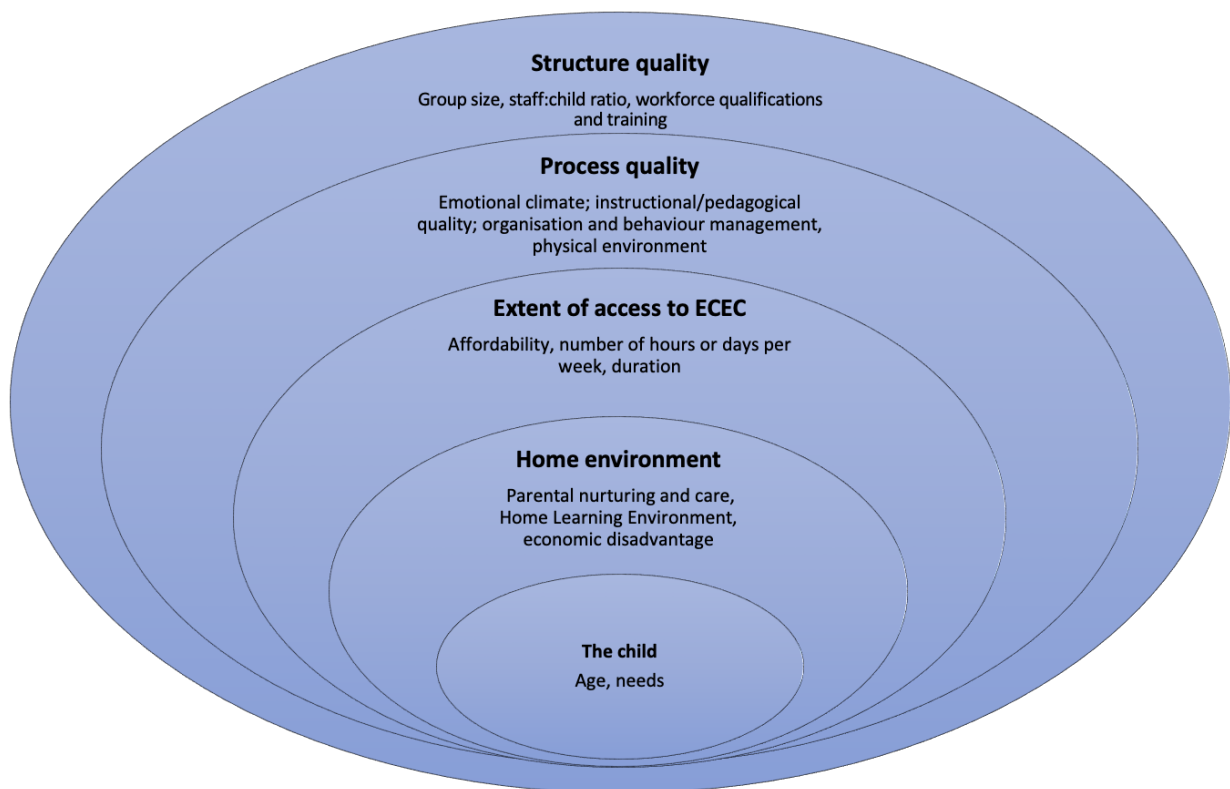 Structure quality
Group size, staff:child ratio, workforce qualifications
and training
Process quality
Emotional climate; instructional/pedagogical
quality; organisation and behaviour management,
physical environment
Extent of access to ECEC
Affordability, number of hours or days per
week, duration
Home environment
Parental nurturing and care,
Home Learning Environment,
economic disadvantage
The child
Age, needs